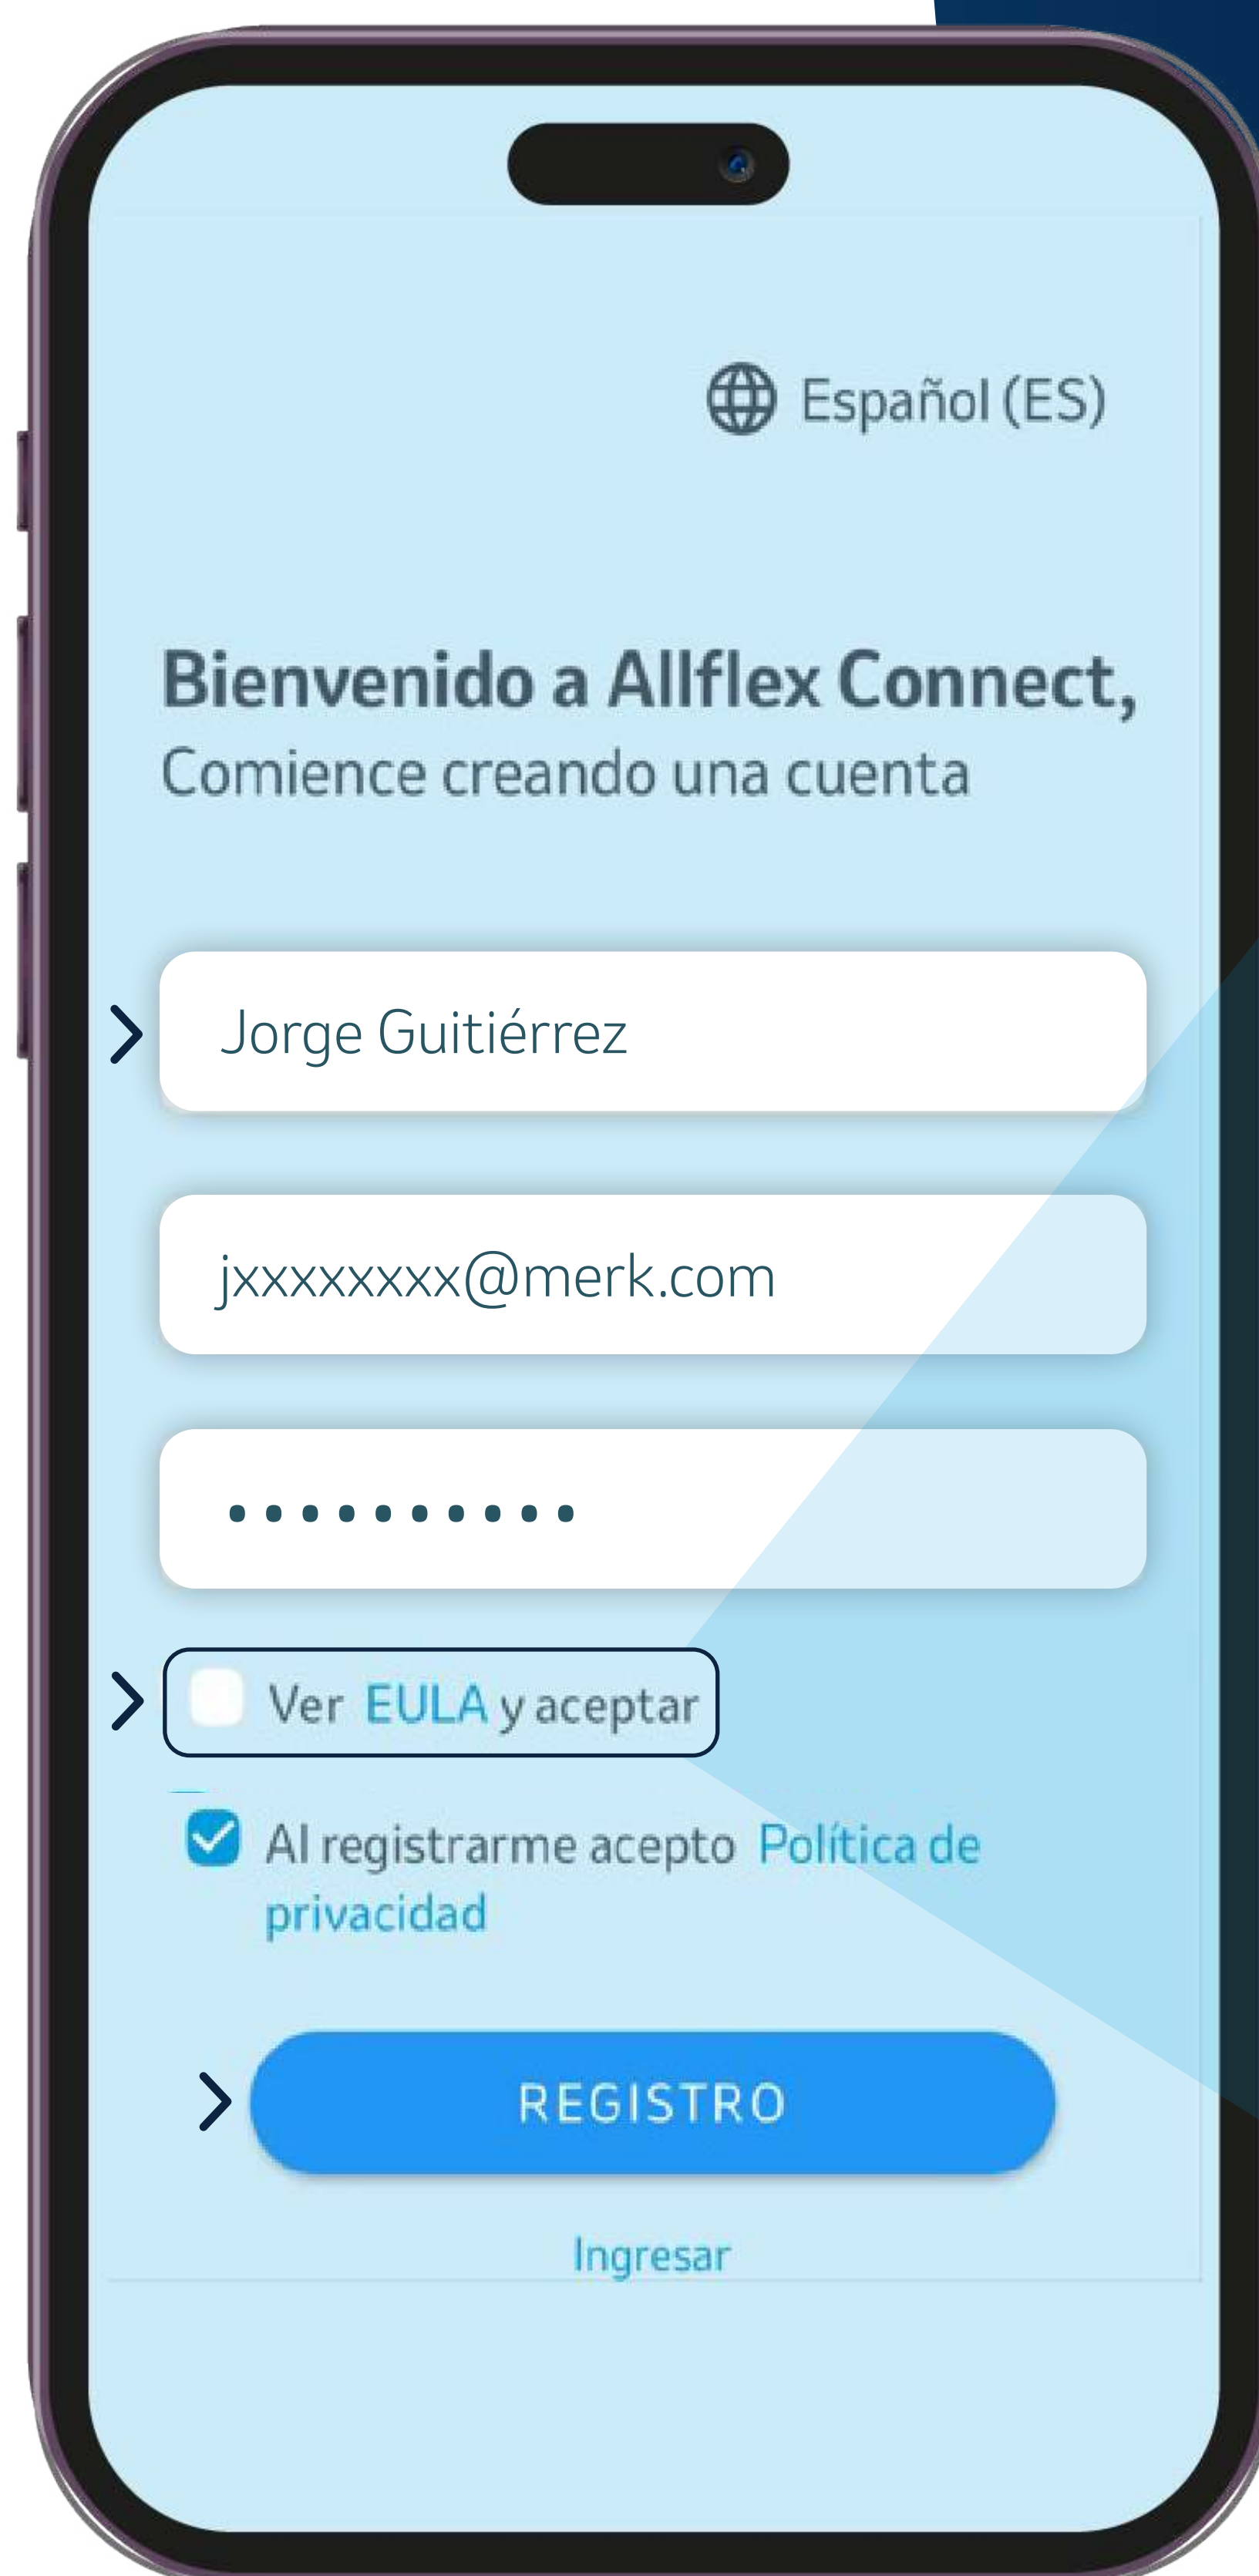 Español (ES)
Bienvenido a Allflex Connect,
Comience creando una cuenta
Jorge Guitiérrez
jxxxxxxxx@merk.com
••••••••••
Ver EULA y aceptar
Al registrarme acepto Política de
privacidad
REGISTRO
Ingresar